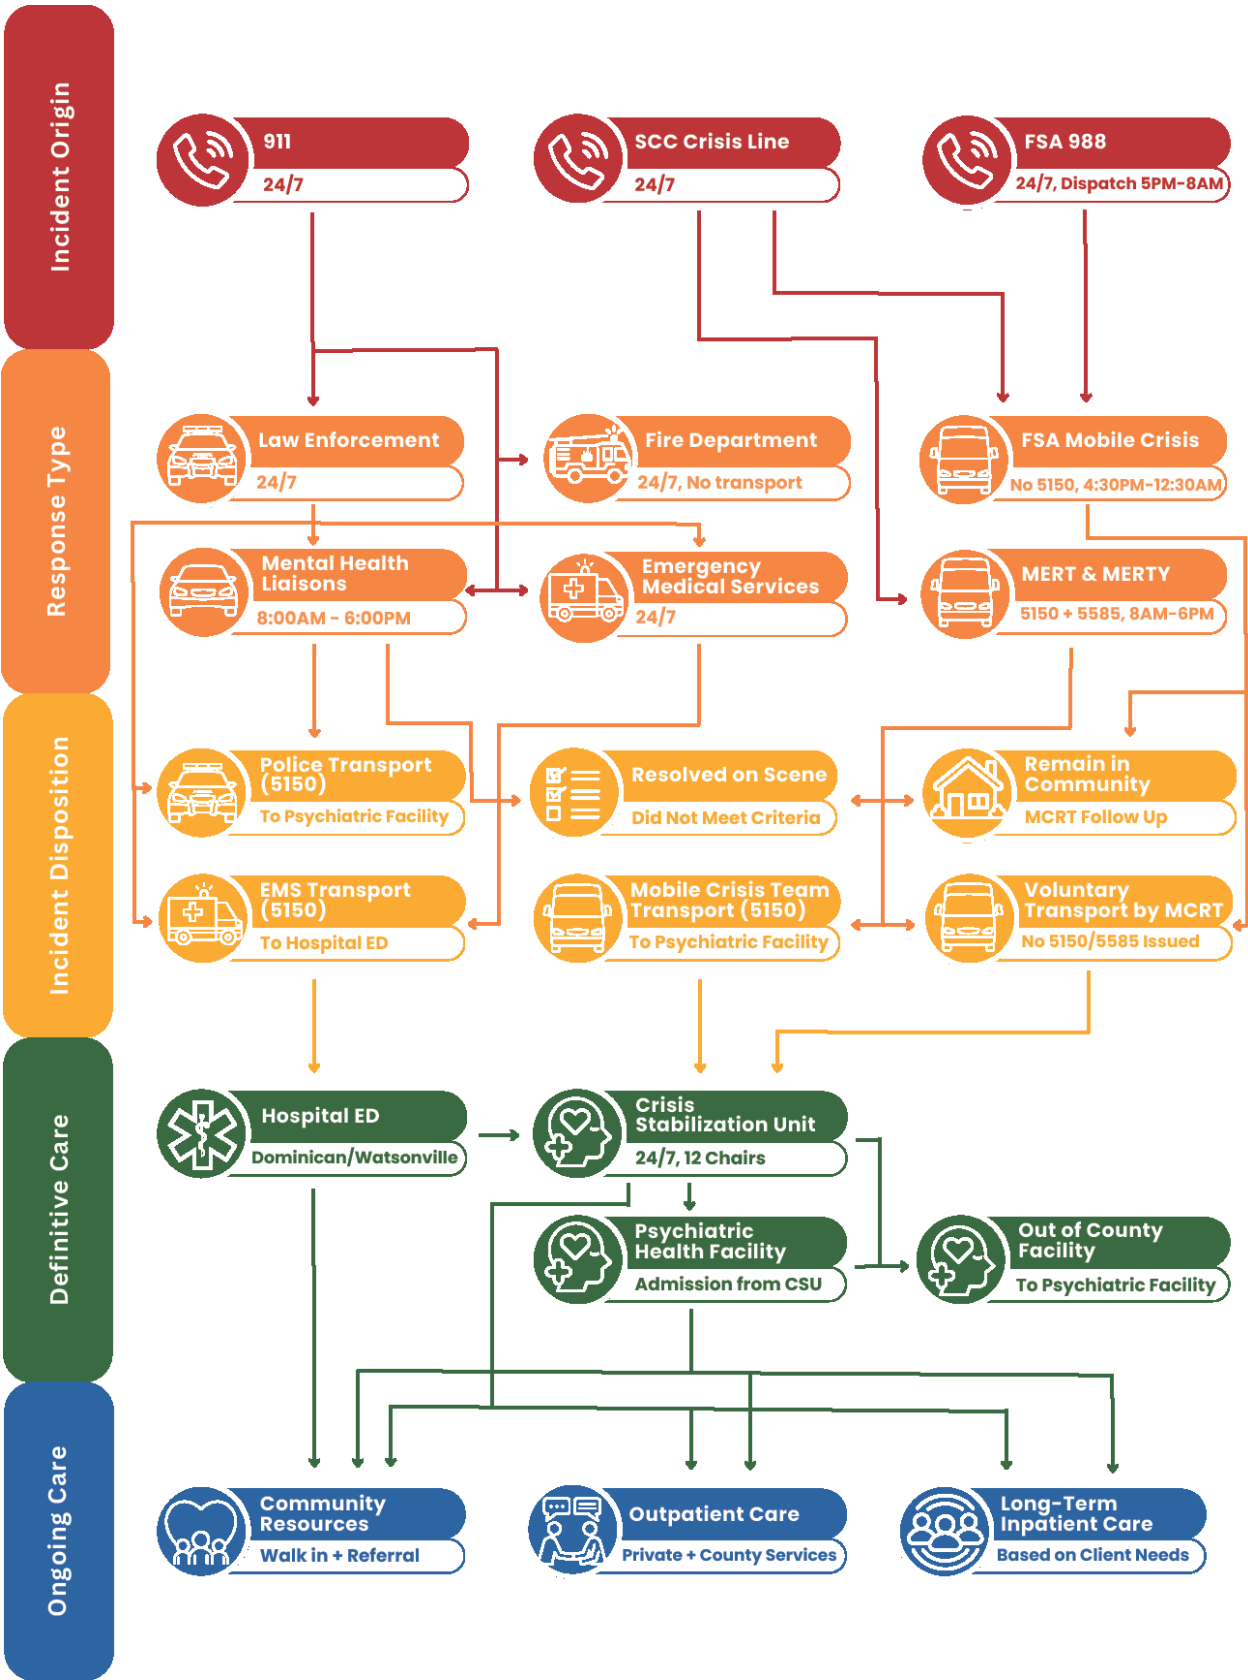 Incident Origin
911
24/7
SCC Crisis Line
24/7
FSA 988
24/7, Dispatch 5PM-8AM
Response Type
Law Enforcement
24/7
Fire Department
24/7, No transport
FSA Mobile Crisis
No 5150, 4:30PM-12:30AM
Mental Health
Liaisons
8:00AM - 6:00PM
Emergency
Medical Services
24/7
MERT & MERTY
5150 + 5585, 8AM-6PM
Incident Disposition
Police Transport
(5150)
To Psychiatric Facility
Resolved on Scene
Did Not Meet Criteria
Remain in
Community
MCRT Follow Up
EMS Transport
(5150)
To Hospital ED
Mobile Crisis Team
Transport (5150)
To Psychiatric Facility
Voluntary
Transport by MCRT
No 5150/5585 Issued
Definitive Care
Hospital ED
Dominican/Watsonville
Crisis
Stabilization Unit
24/7, 12 Chairs
Psychiatric
Health Facility
Admission from CSU
Out of County
Facility
To Psychiatric Facility
Ongoing Care
Community
Resources
Walk in + Referral
Outpatient Care
Private + County Services
Long-Term
Inpatient Care
Based on Client Needs